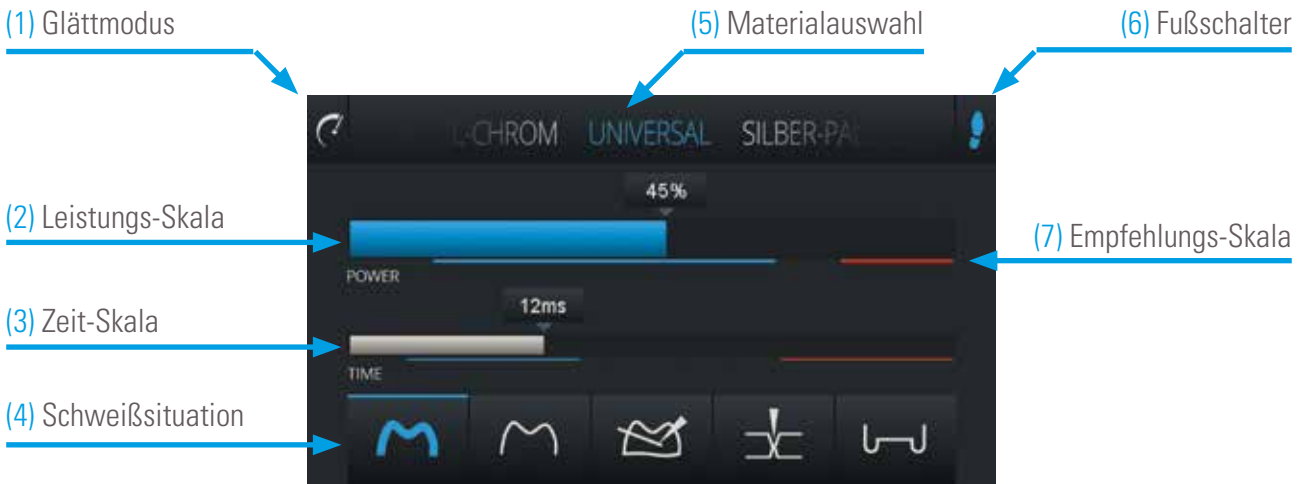 (1) Glättmodus
(5) Materialauswahl
(6) Fußschalter
-CHROM UNIVERSAL SILBER-PAL
45%
(2) Leistungs-Skala
(7) Empfehlungs-Skala
POWER
12ms
(3) Zeit-Skala
TIME
(4) Schweißsituation